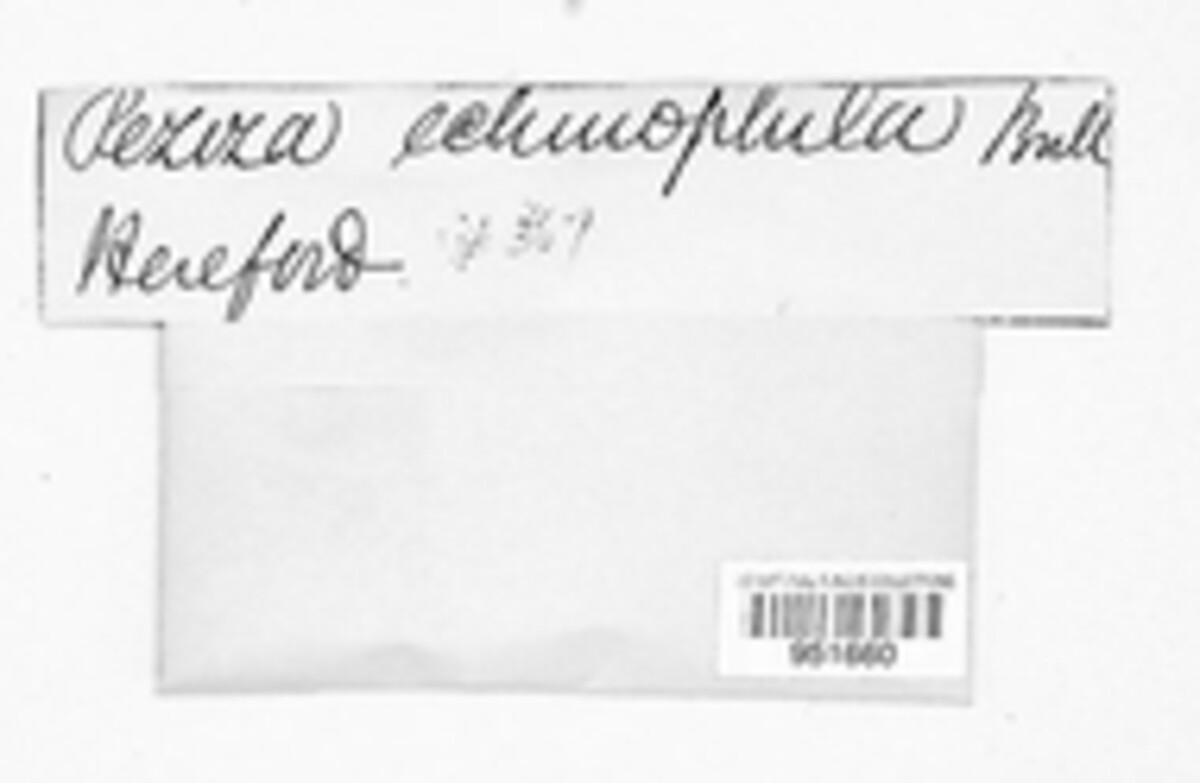 Peziza echinophila Bull
Hereford.
951660